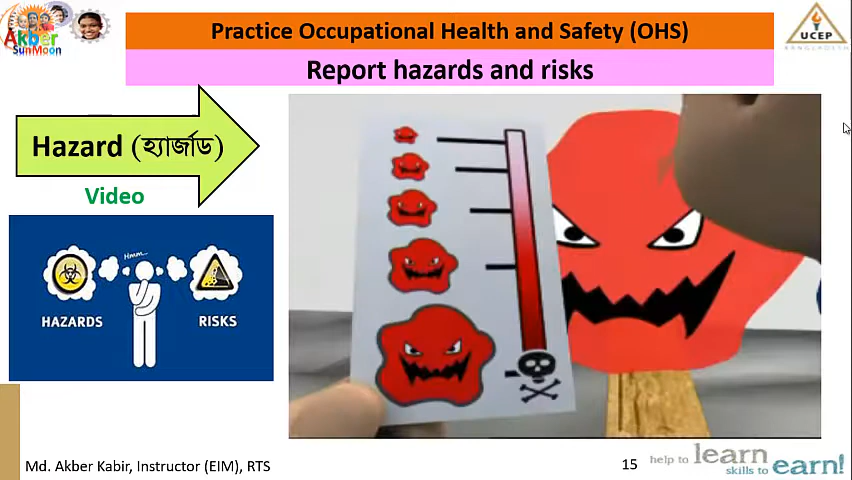 Akber
SunMoon
Practice Occupational Health and Safety (OHS)
UCEP
BANGLADESH
Report hazards and risks
Hazard (হ্যার্জাড)
Video
Hmm...
HAZARDS
RISKS
Md. Akber Kabir, Instructor (EIM), RTS
15
help to learn
skills to earn!